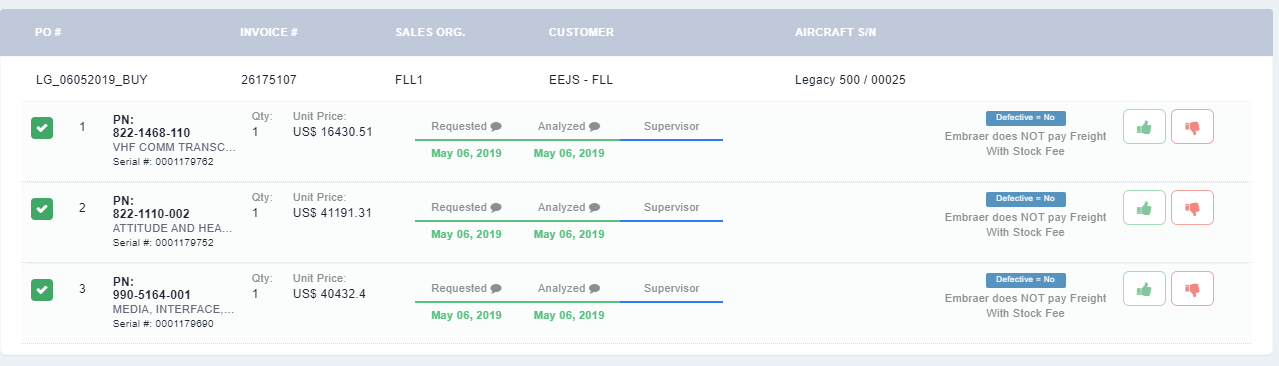 PO # INVOICE # SALES ORG. CUSTOMER AIRCRAFT S/N
LG_06052019_BUY 26175107 FLL1 EEJS - FLL Legacy 500 / 00025
1
PN:
822-1468-110
VHF COMM TRANSC...
Serial #: 0001179762
Qty:
1
Unit Price:
US$ 16430.51
Requested Analyzed Supervisor
May 06, 2019 May 06, 2019
Defective = No
Embraer does NOT pay Freight
With Stock Fee
2
PN:
822-1110-002
ATTITUDE AND HEA...
Serial #: 0001179752
Qty:
1
Unit Price:
US$ 41191.31
Requested Analyzed Supervisor
May 06, 2019 May 06, 2019
Defective = No
Embraer does NOT pay Freight
With Stock Fee
3
PN:
990-5164-001
MEDIA, INTERFACE,...
Serial #: 0001179690
Qty:
1
Unit Price:
US$ 40432.4
Requested Analyzed Supervisor
May 06, 2019 May 06, 2019
Defective = No
Embraer does NOT pay Freight
With Stock Fee